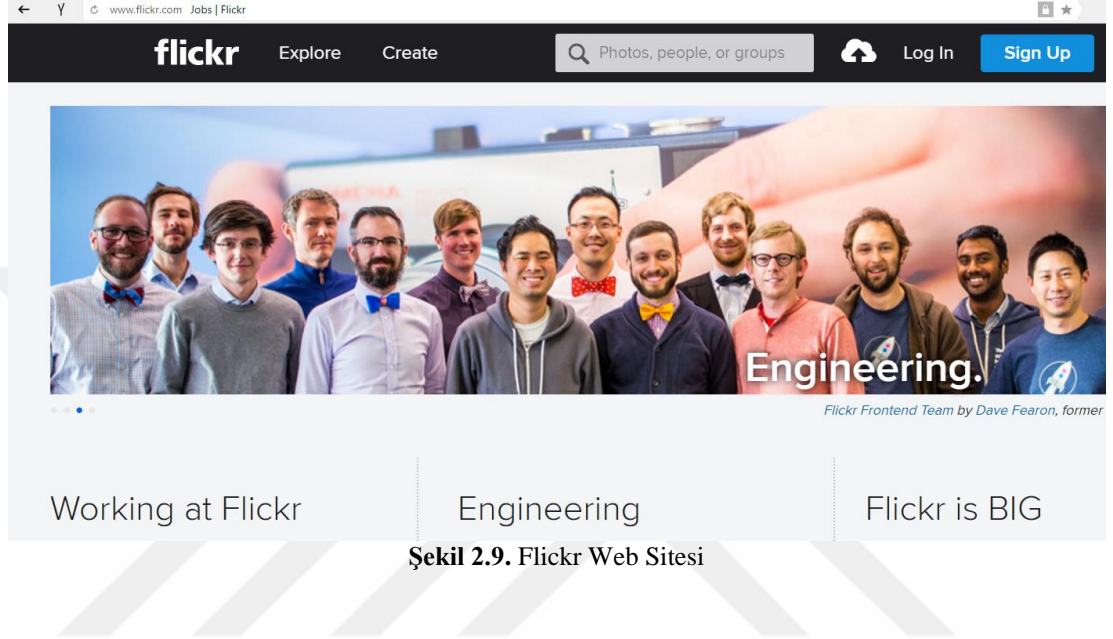 www.flickr.com Jobs | Flickr
flickr Explore Create Photos, people, or groups Log In Sign Up
Engineering.
Flickr Frontend Team by Dave Fearon, former
Working at Flickr Engineering Flickr is BIG
Şekil 2.9. Flickr Web Sitesi